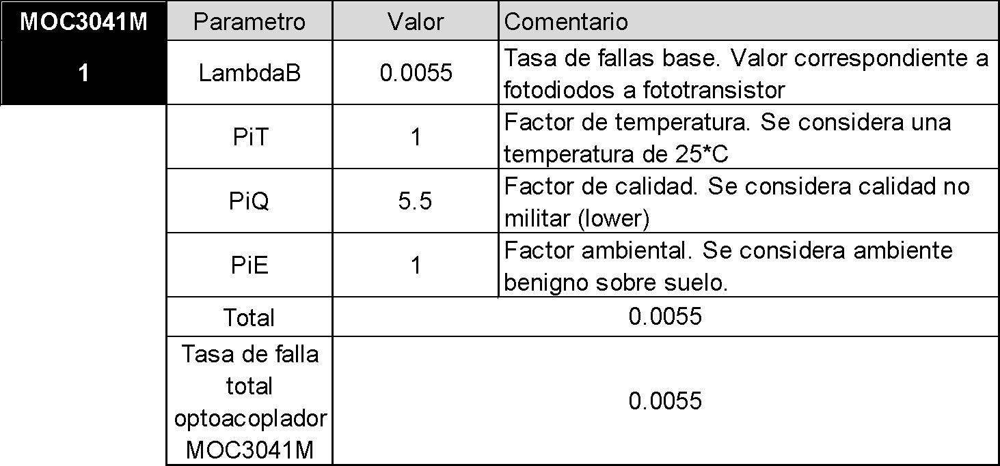 MOC3041M Parametro Valor Comentario
1 LambdaB 0.0055 Tasa de fallas base. Valor correspondiente a
fotodiodos a fototransistor
PiT 1 Factor de temperatura. Se considera una
temperatura de 25*C
PiQ 5.5 Factor de calidad. Se considera calidad no
militar (lower)
PiE 1 Factor ambiental. Se considera ambiente
benigno sobre suelo.
Total 0.0055
Tasa de falla
total
optoacoplador
MOC3041M
0.0055